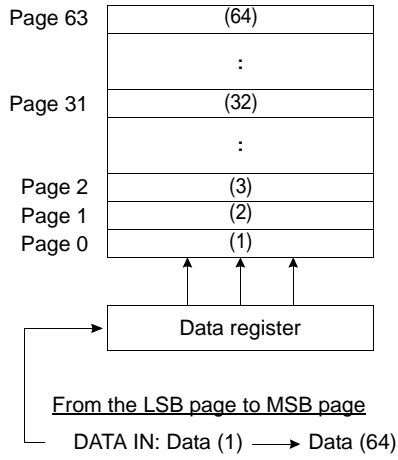 Page 63 (64)
:
Page 31 (32)
:
Page 2 (3)
Page 1 (2)
Page 0 (1)
Data register
From the LSB page to MSB page
DATA IN: Data (1) Data (64)